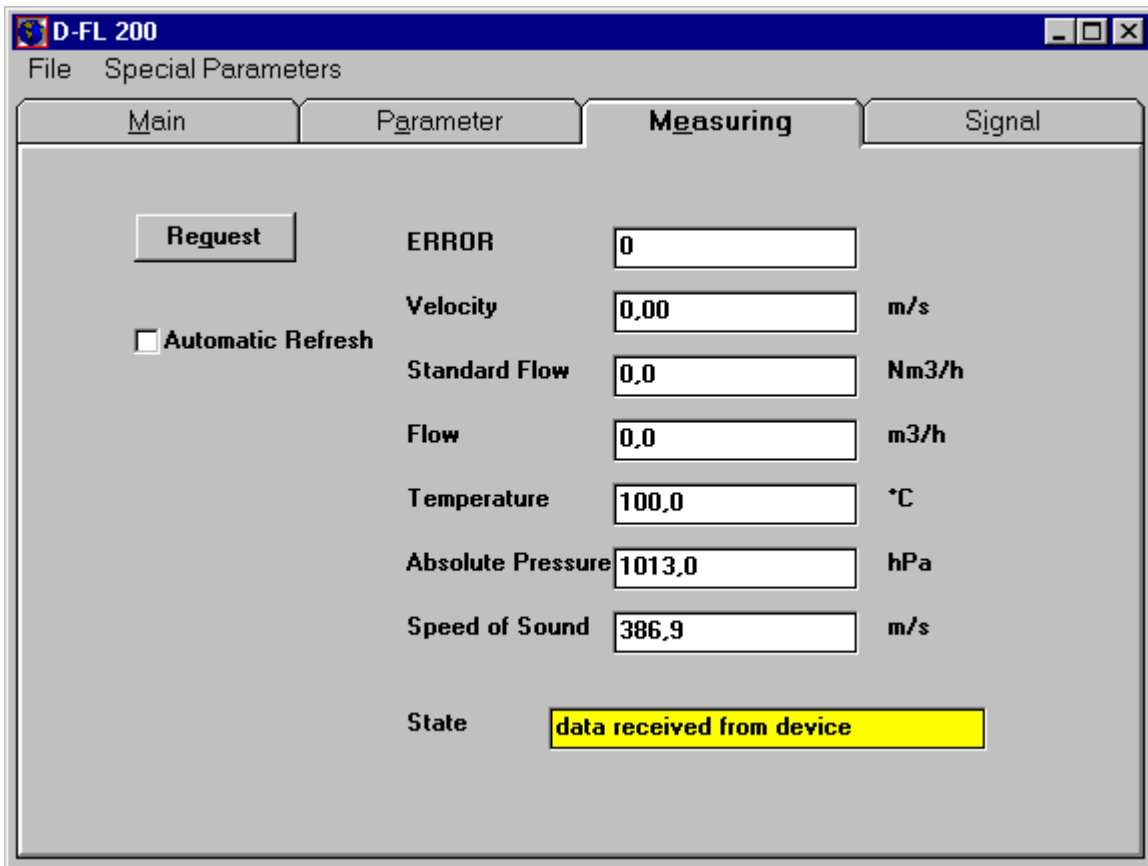 D-FL 200
File Special Parameters
Main Parameter Measuring Signal
Request ERROR 0
Velocity 0,00 m/s
Automatic Refresh
Standard Flow 0,0 Nm3/h
Flow 0,0 m3/h
Temperature 100,0 °C
Absolute Pressure 1013,0 hPa
Speed of Sound 386,9 m/s
State data received from device